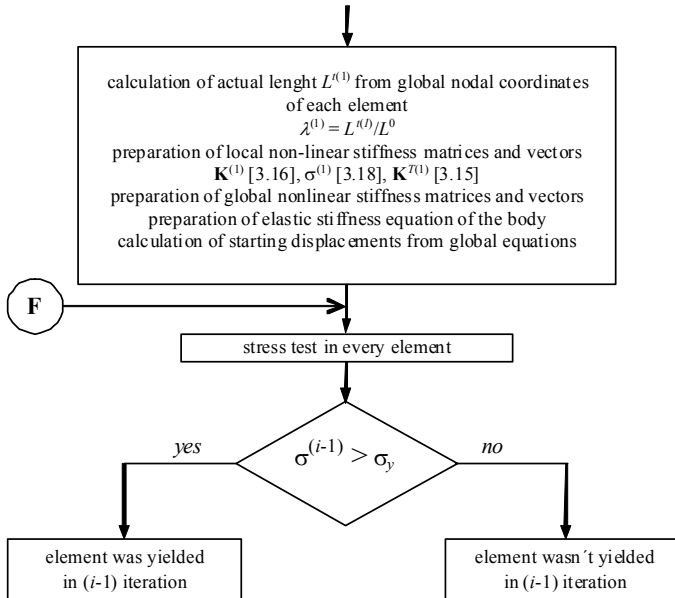 calculation of actual lenght L^t(1) from global nodal coordinates
of each element
λ^(1) = L^t(1)/L^0
preparation of local non-linear stiffness matrices and vectors
K^(1) [3.16], σ^(1) [3.18], K^T(1) [3.15]
preparation of global nonlinear stiffness matrices and vectors
preparation of elastic stiffness equation of the body
calculation of starting displacements from global equations
F
stress test in every element
yes
σ^(i-1) > σ_y
no
element was yielded
in (i-1) iteration
element wasn´t yielded
in (i-1) iteration